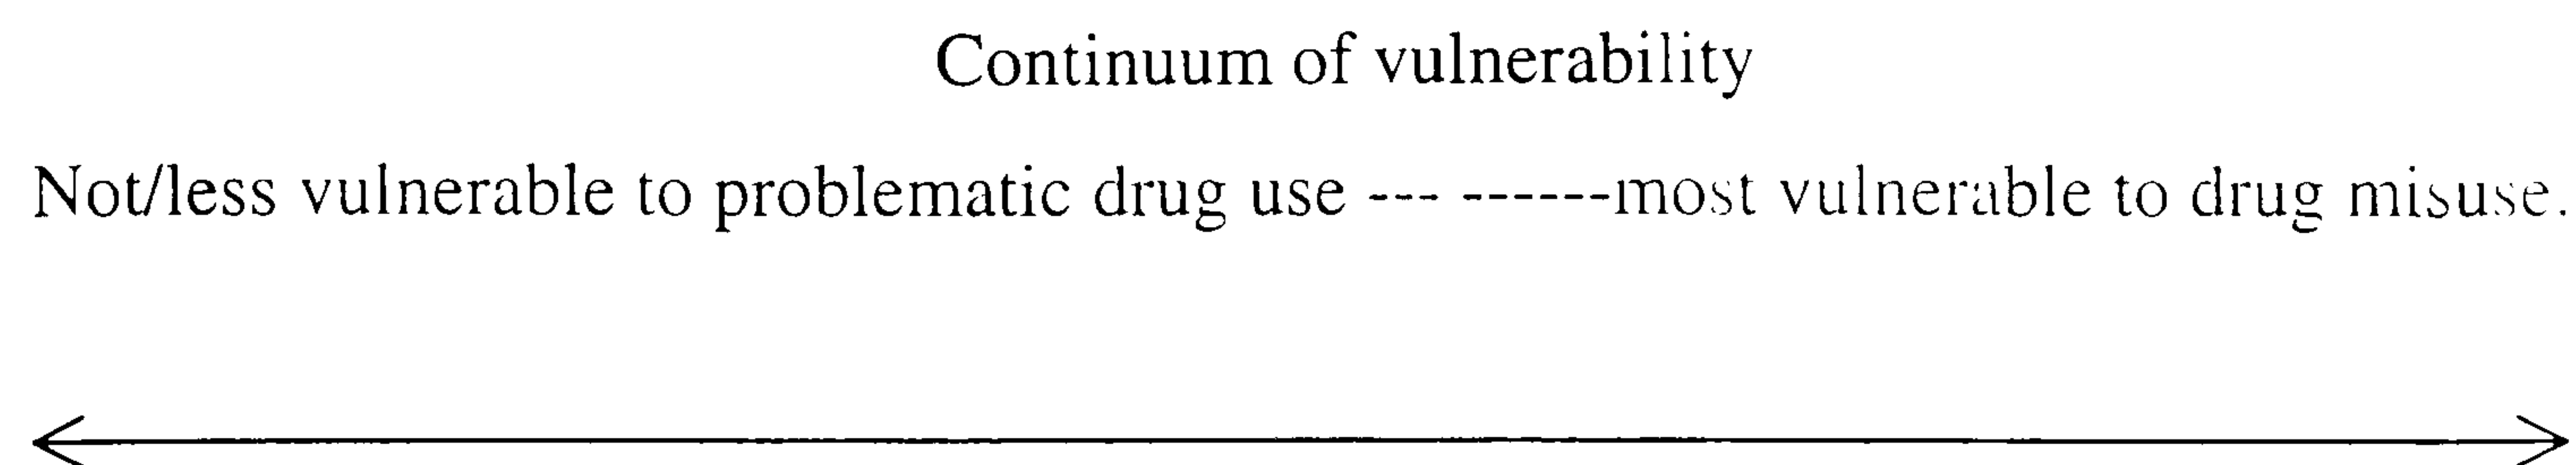 Continuum of vulnerability
Not/less vulnerable to problematic drug use --- ------most vulnerable to drug misuse.